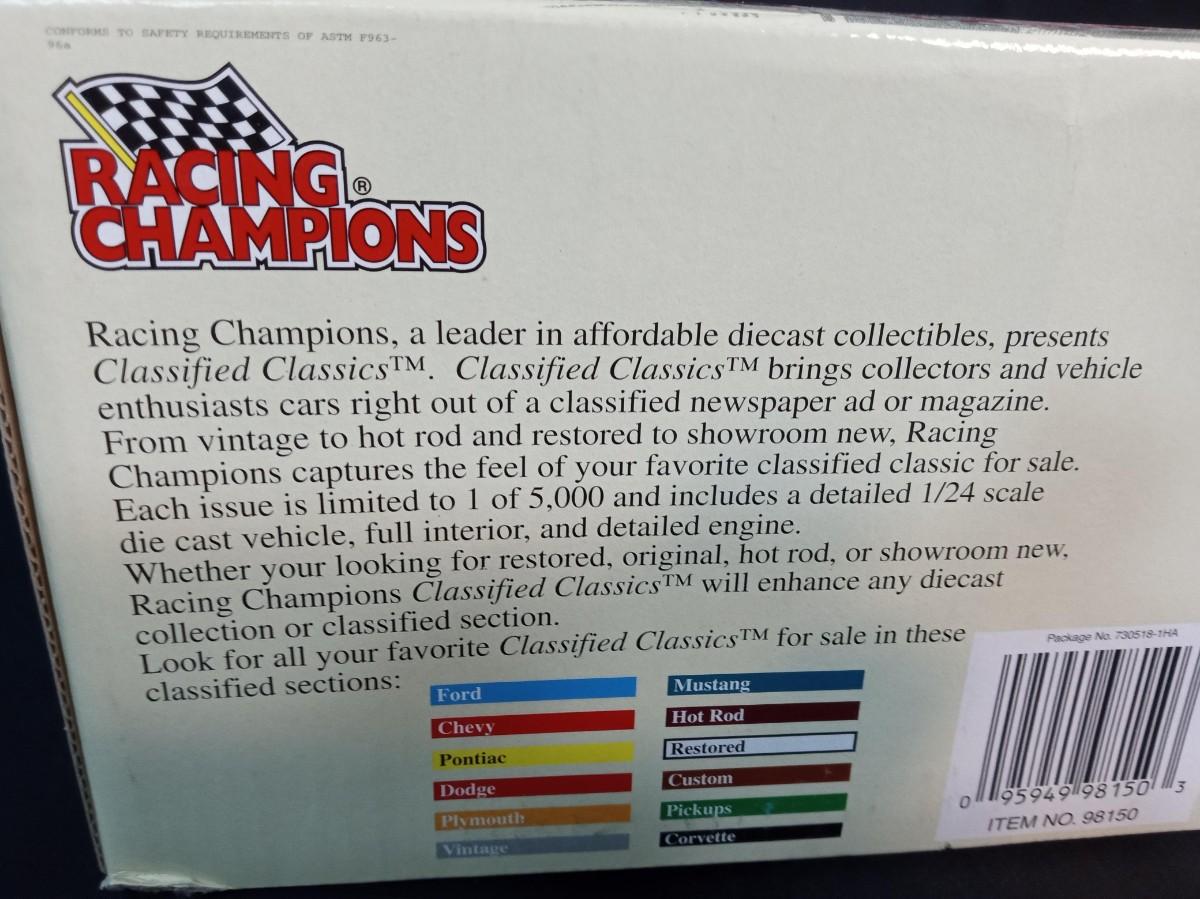 CONFORMS TO SAFETY REQUIREMENTS OF ASTM F963-
96a
RACING ®
CHAMPIONS
Racing Champions, a leader in affordable diecast collectibles, presents
Classified Classics™. Classified Classics™ brings collectors and vehicle
enthusiasts cars right out of a classified newspaper ad or magazine.
From vintage to hot rod and restored to showroom new, Racing
Champions captures the feel of your favorite classified classic for sale.
Each issue is limited to 1 of 5,000 and includes a detailed 1/24 scale
die cast vehicle, full interior, and detailed engine.
Whether your looking for restored, original, hot rod, or showroom new,
Racing Champions Classified Classics™ will enhance any diecast
collection or classified section.
Look for all your favorite Classified Classics™ for sale in these
classified sections:
Ford
Chevy
Pontiac
Dodge
Plymouth
Vintage
Mustang
Hot Rod
Restored
Custom
Pickups
Corvette
Package No. 730518-1HA
0 95949 98150 3
ITEM NO. 98150